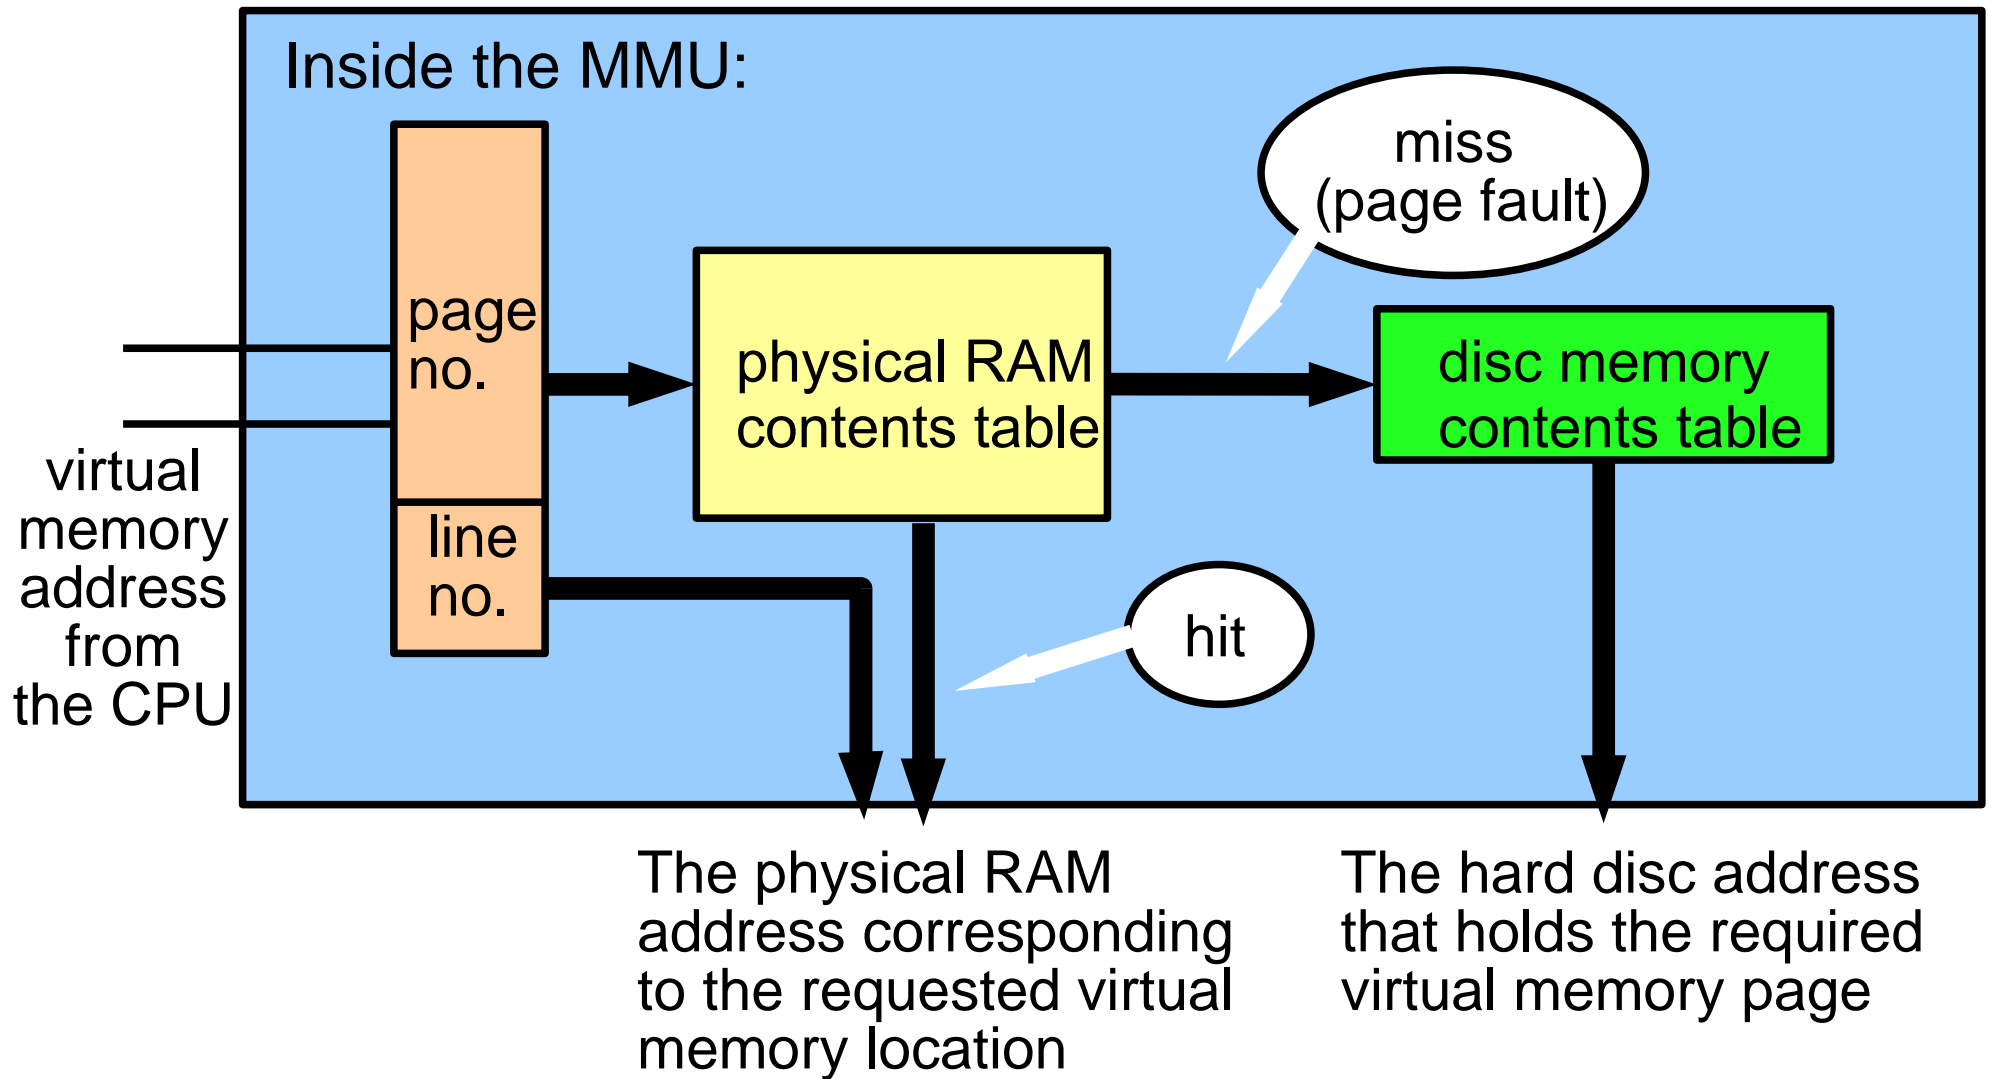 Inside the MMU:
miss
(page fault)
page
no.
physical RAM
contents table
disc memory
contents table
virtual
memory
address
from
the CPU
line
no.
hit
The physical RAM
address corresponding
to the requested virtual
memory location
The hard disc address
that holds the required
virtual memory page